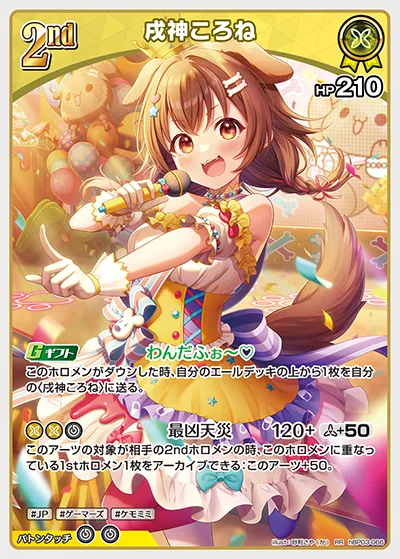 2nd
戌神ころね
HP 210
G ギフト わんだふぉ〜♡
このホロメンがダウンした時、自分のエールデッキの上から1枚を自分
の〈戌神ころね〉に送る。
最凶天災 120+ +50
このアーツの対象が相手の2ndホロメンの時、このホロメンに重なっ
ている1stホロメン1枚をアーカイブできる:このアーツ+50。
#JP #ゲーマーズ #ケモミミ
バトンタッチ
illust: RR hBP03-066